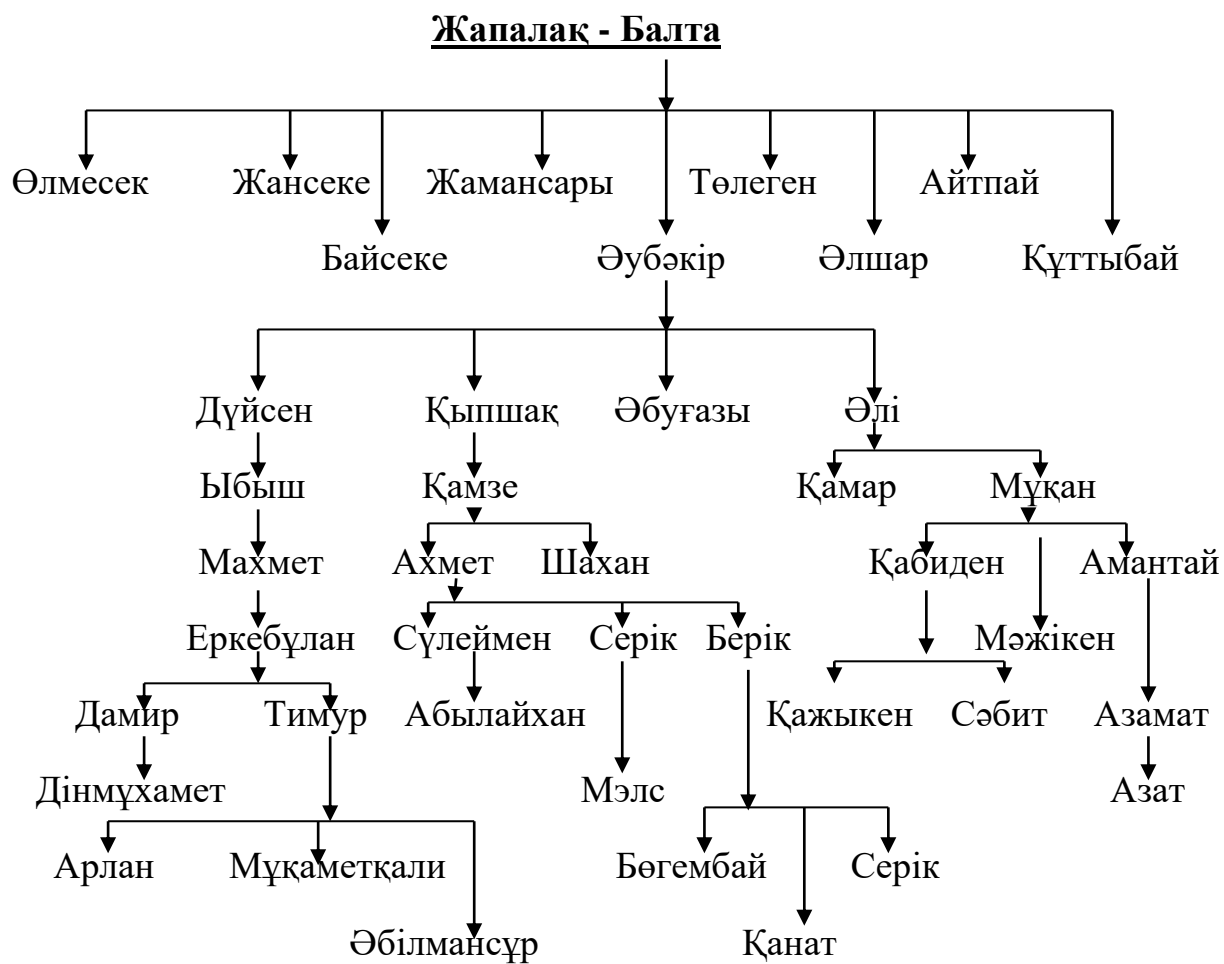 Жапалақ - Балта
Өлмесек Жансеке Жамансары Төлеген Айтпай
Байсеке Әубәкір Әлшар Құттыбай
Дүйсен Қыпшақ Әбуғазы Әлі
Ыбыш Қамзе Қамар Мұқан
Махмет Ахмет Шахан Қабиден Амантай
Еркебұлан Сүлеймен Серік Берік Мәжікен
Дамир Тимур Абылайхан Қажыкен Сәбит Азамат
Дінмұхамет Мэлс Азат
Арлан Мұқаметқали Бөгембай Серік
Әбілмансұр Қанат